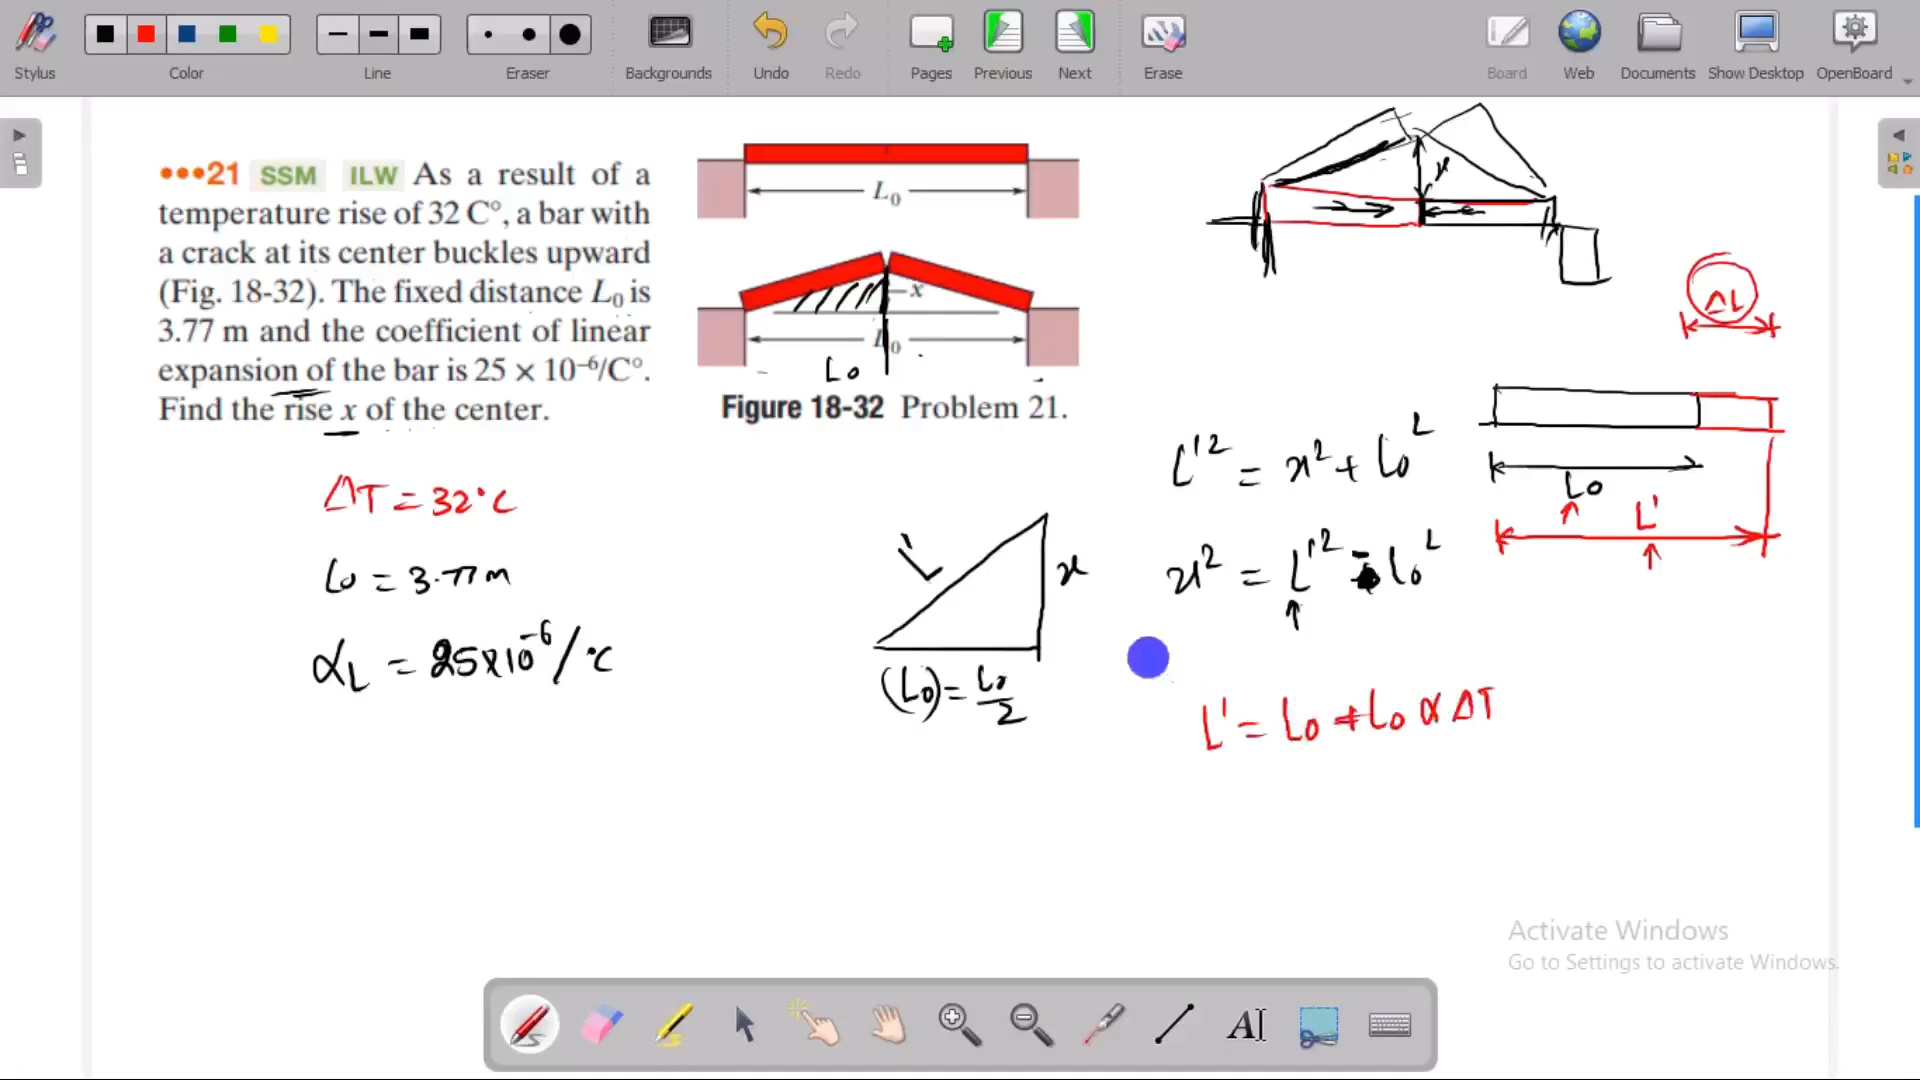 Stylus
Color
Line
Eraser
Backgrounds
Undo
Redo
Pages
Previous
Next
Erase
Board
Web
Documents
Show Desktop
OpenBoard
•••21 SSM ILW As a result of a
temperature rise of 32 C°, a bar with
a crack at its center buckles upward
(Fig. 18-32). The fixed distance L₀ is
3.77 m and the coefficient of linear
expansion of the bar is 25 × 10⁻⁶/C°.
Find the rise x of the center.
L₀
x
L₀
L₀
Figure 18-32 Problem 21.
x
ΔL
L₀
L'
ΔT = 32°C
L₀ = 3.77m
α_L = 25×10⁻⁶/°C
L'
x
(L₀) = L₀/2
L'² = x² + L₀²
x² = L'² - L₀²
L' = L₀ + L₀ α ΔT
Activate Windows
Go to Settings to activate Windows.
AI